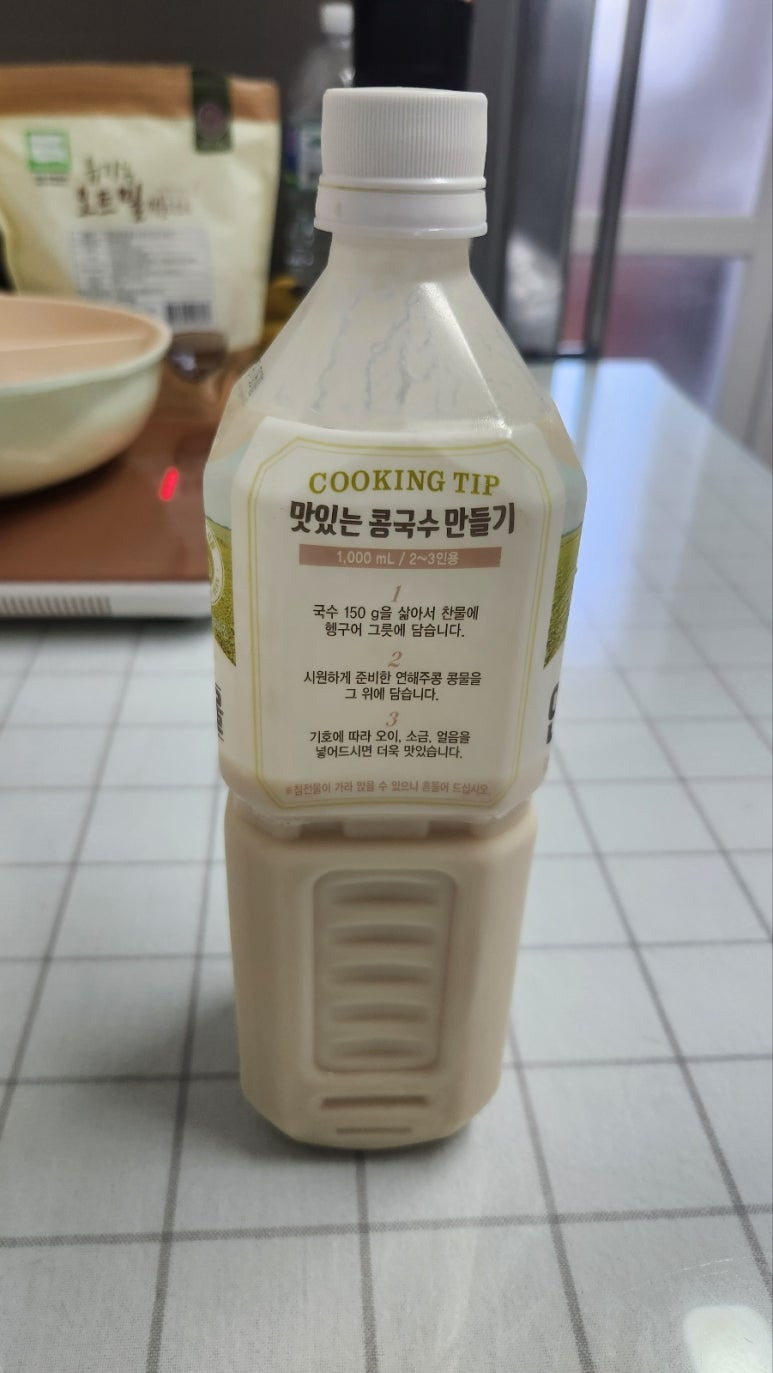 오트밀
COOKING TIP
맛있는 콩국수 만들기
1,000 mL / 2~3인용
1
국수 150 g을 삶아서 찬물에
헹구어 그릇에 담습니다.
2
시원하게 준비한 연해주콩 콩물을
그 위에 담습니다.
3
기호에 따라 오이, 소금, 얼음을
넣어드시면 더욱 맛있습니다.
※침전물이 가라 앉을 수 있으니 흔들어 드십시오.